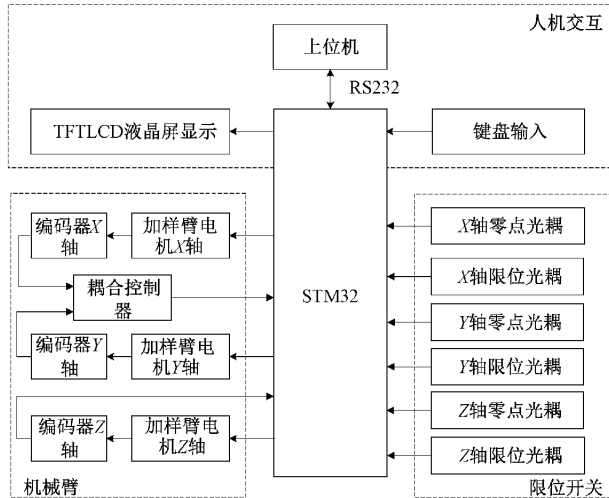 人机交互
上位机
RS232
TFTLCD液晶屏显示
键盘输入
编码器X
轴
加样臂电
机X轴
耦合控制
器
编码器Y
轴
加样臂电
机Y轴
编码器Z
轴
加样臂电
机Z轴
机械臂
STM32
X轴零点光耦
X轴限位光耦
Y轴零点光耦
Y轴限位光耦
Z轴零点光耦
Z轴限位光耦
限位开关